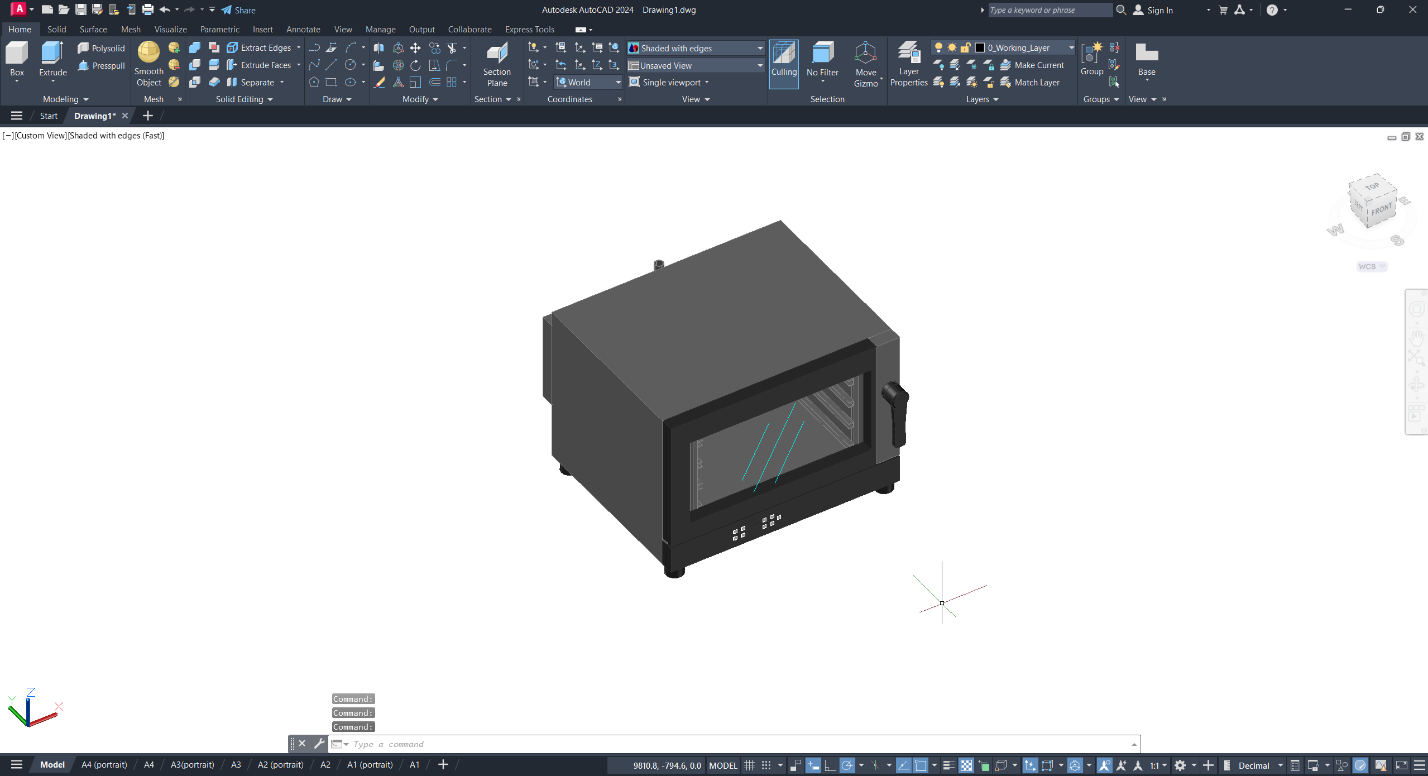 A Share Autodesk AutoCAD 2024 Drawing1.dwg Type a keyword or phrase Sign In
Home Solid Surface Mesh Visualize Parametric Insert Annotate View Manage Output Collaborate Express Tools
Box Extrude Polysolid Presspull Smooth Object Extract Edges Extrude Faces Separate Section Plane World Shaded with edges Unsaved View Single viewport Culling No Filter Move Gizmo Layer Properties 0_Working_Layer Make Current Match Layer Group Base
Modeling Mesh Solid Editing Draw Modify Section Coordinates View Selection Layers Groups View
Start Drawing1*
[−][Custom View][Shaded with edges (Fast)]
TOP
FRONT
W
S
WCS
Z
Y
X
Command:
Command:
Command:
Type a command
Model A4 (portrait) A4 A3(portrait) A3 A2 (portrait) A2 A1 (portrait) A1 9810.8, -794.6, 0.0 MODEL 1:1 Decimal